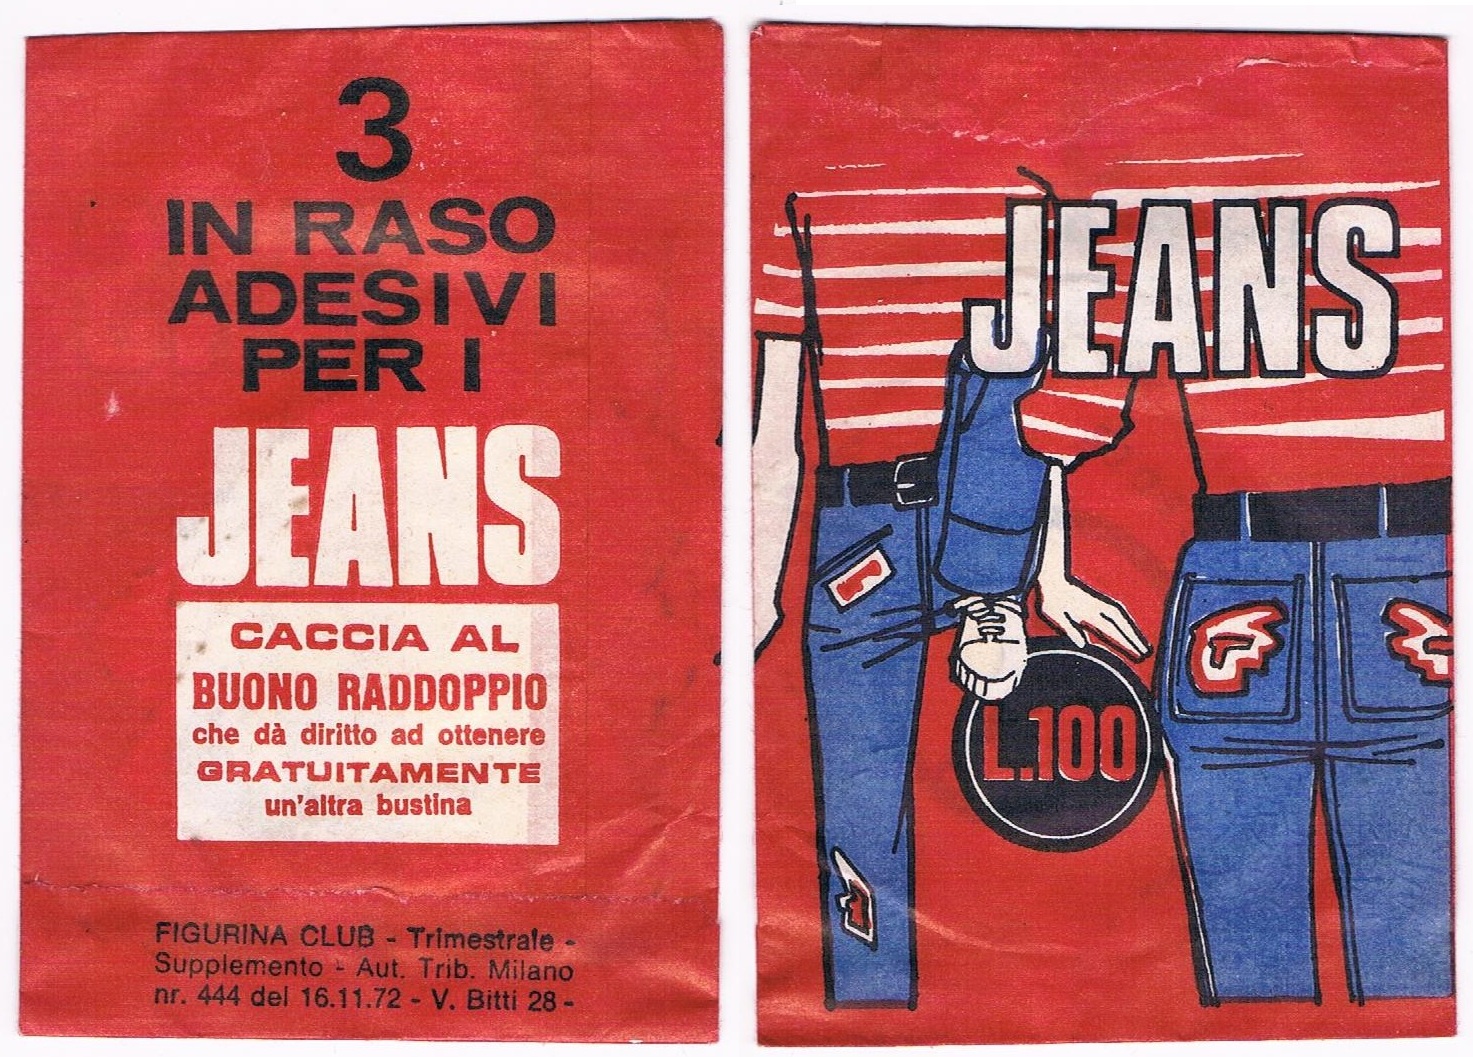 3
IN RASO
ADESIVI
PER I
JEANS
CACCIA AL
BUONO RADDOPPIO
che dà diritto ad ottenere
GRATUITAMENTE
un'altra bustina
FIGURINA CLUB - Trimestrale -
Supplemento - Aut. Trib. Milano
nr. 444 del 16.11.72 - V. Bitti 28 -
JEANS
L.100